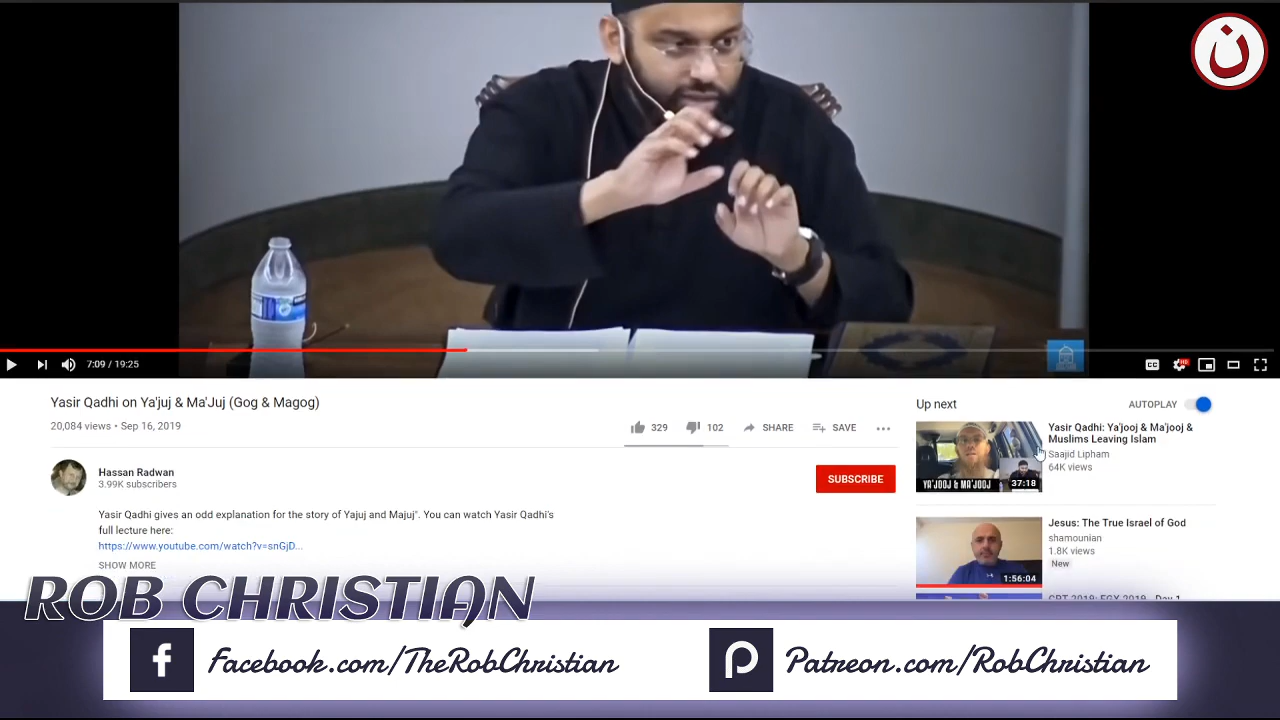 ن
7:09 / 19:25
CC
HD
Yasir Qadhi on Ya'juj & Ma'Juj (Gog & Magog)
20,084 views • Sep 16, 2019
329
102
SHARE
SAVE
Hassan Radwan
3.99K subscribers
SUBSCRIBE
Yasir Qadhi gives an odd explanation for the story of Yajuj and Majuj". You can watch Yasir Qadhi's
full lecture here:
https://www.youtube.com/watch?v=snGjD...
SHOW MORE
Up next
AUTOPLAY
YA'JOOJ & MA'JOOJ
37:18
Yasir Qadhi: Ya'jooj & Ma'jooj &
Muslims Leaving Islam
Saajid Lipham
64K views
1:56:04
Jesus: The True Israel of God
shamounian
1.8K views
New
ROB CHRISTIAN
f
Facebook.com/TheRobChristian
Patreon.com/RobChristian